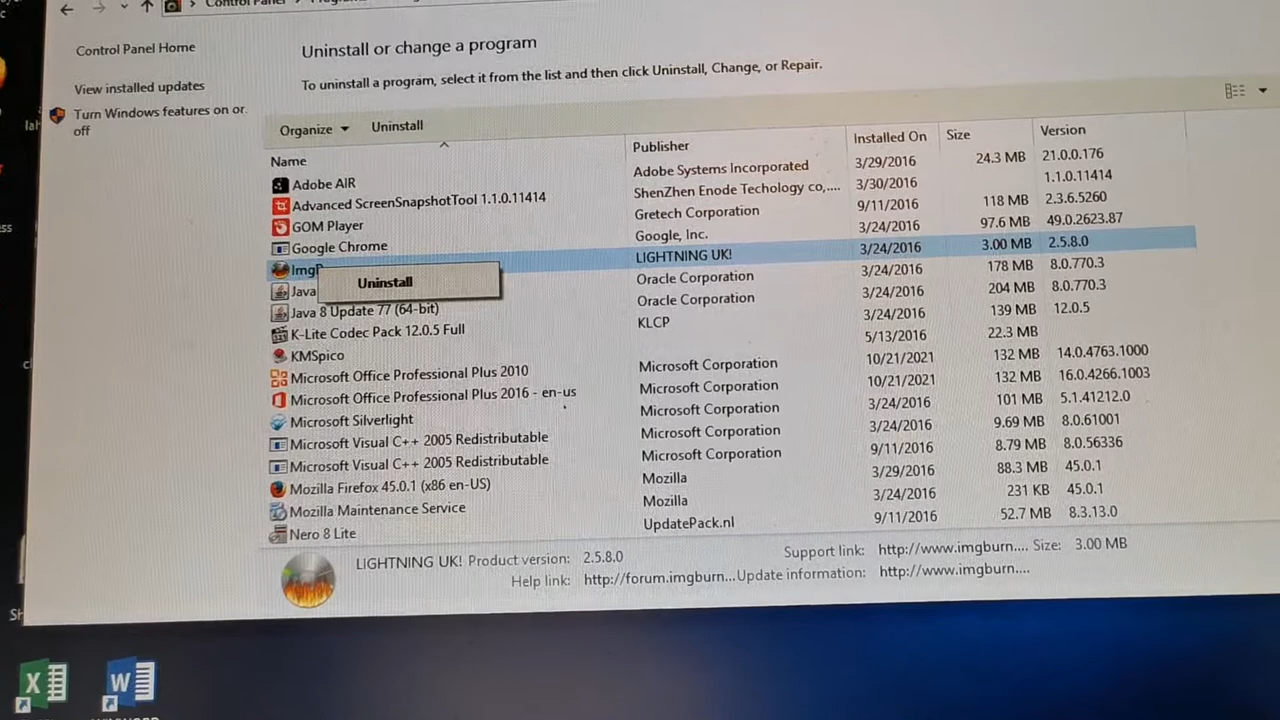 Control Panel
Control Panel Home
View installed updates
Turn Windows features on or
off
Uninstall or change a program
To uninstall a program, select it from the list and then click Uninstall, Change, or Repair.
Organize Uninstall
Name Publisher Installed On Size Version
Adobe AIR Adobe Systems Incorporated 3/29/2016 24.3 MB 21.0.0.176
Advanced ScreenSnapshotTool 1.1.0.11414 ShenZhen Enode Techology co,.... 3/30/2016 1.1.0.11414
GOM Player Gretech Corporation 9/11/2016 118 MB 2.3.6.5260
Google Chrome Google, Inc. 3/24/2016 97.6 MB 49.0.2623.87
ImgB LIGHTNING UK! 3/24/2016 3.00 MB 2.5.8.0
Uninstall
Java Oracle Corporation 3/24/2016 178 MB 8.0.770.3
Java 8 Update 77 (64-bit) Oracle Corporation 3/24/2016 204 MB 8.0.770.3
K-Lite Codec Pack 12.0.5 Full KLCP 3/24/2016 139 MB 12.0.5
KMSpico 5/13/2016 22.3 MB
Microsoft Office Professional Plus 2010 Microsoft Corporation 10/21/2021 132 MB 14.0.4763.1000
Microsoft Office Professional Plus 2016 - en-us Microsoft Corporation 10/21/2021 132 MB 16.0.4266.1003
Microsoft Silverlight Microsoft Corporation 3/24/2016 101 MB 5.1.41212.0
Microsoft Visual C++ 2005 Redistributable Microsoft Corporation 3/24/2016 9.69 MB 8.0.61001
Microsoft Visual C++ 2005 Redistributable Microsoft Corporation 9/11/2016 8.79 MB 8.0.56336
Mozilla Firefox 45.0.1 (x86 en-US) Mozilla 3/29/2016 88.3 MB 45.0.1
Mozilla Maintenance Service Mozilla 3/24/2016 231 KB 45.0.1
Nero 8 Lite UpdatePack.nl 9/11/2016 52.7 MB 8.3.13.0
LIGHTNING UK! Product version: 2.5.8.0 Support link: http://www.imgburn.... Size: 3.00 MB
Help link: http://forum.imgburn... Update information: http://www.imgburn....